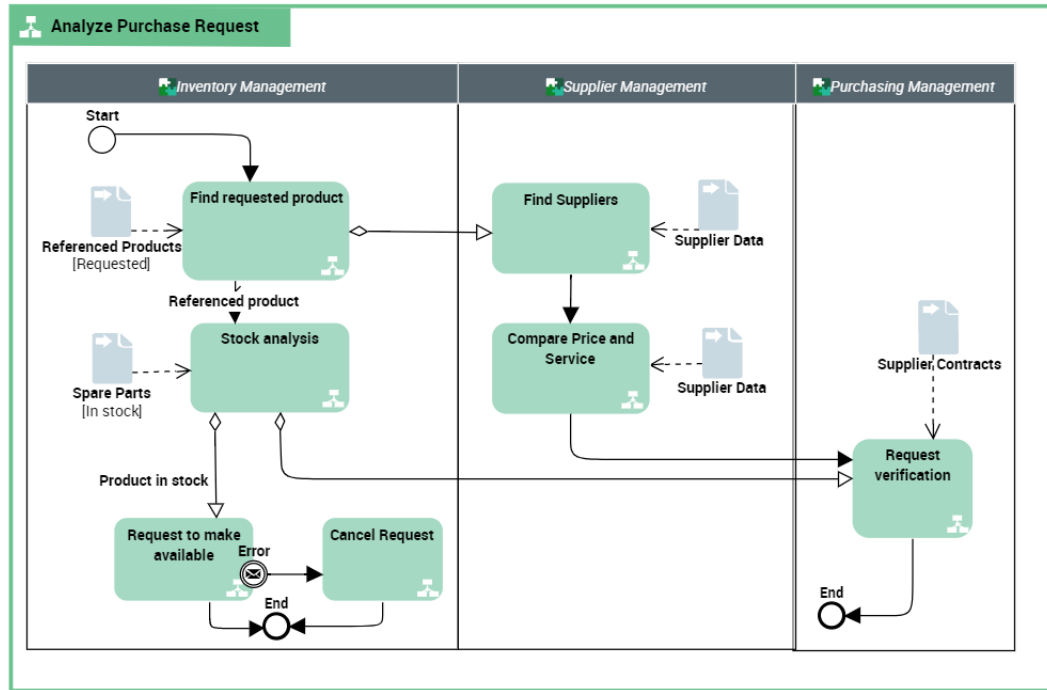 Analyze Purchase Request
Inventory Management
Supplier Management
Purchasing Management
Start
Find requested product
Referenced Products
[Requested]
Find Suppliers
Supplier Data
Referenced product
Stock analysis
Spare Parts
[In stock]
Compare Price and
Service
Supplier Data
Supplier Contracts
Product in stock
Request
verification
Request to make
available
Error
Cancel Request
End
End